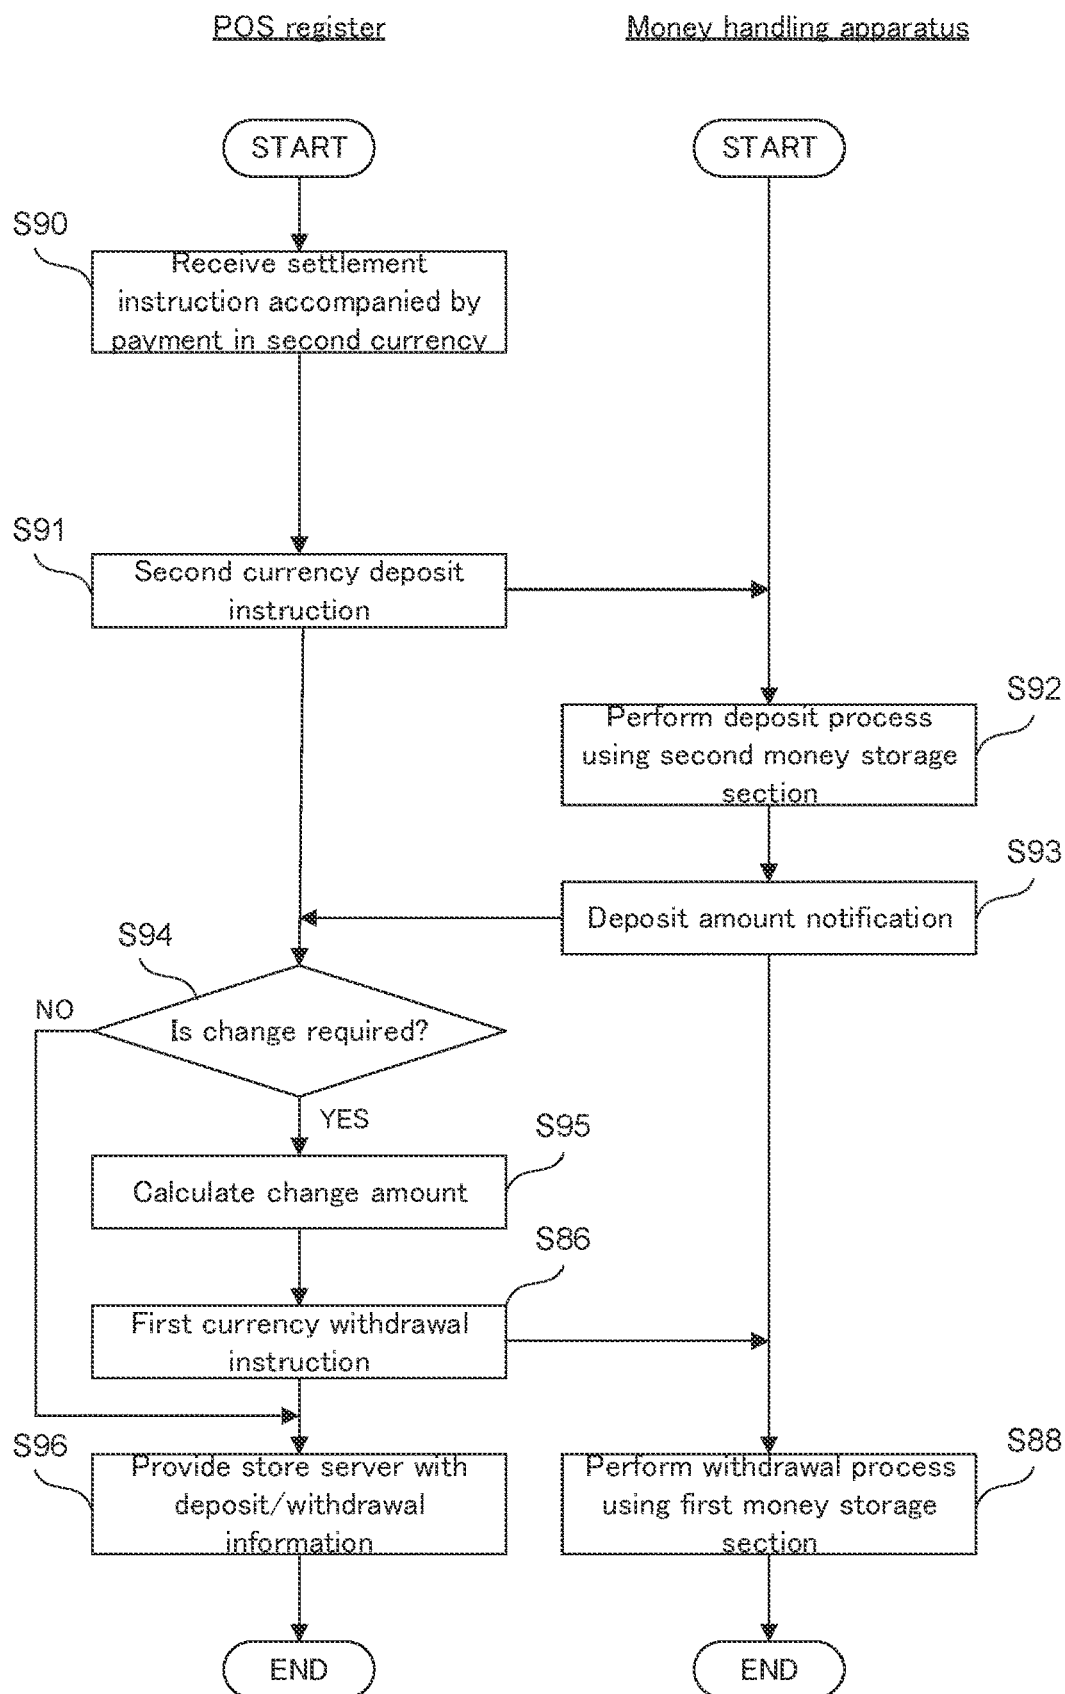 POS register
Money handling apparatus
START
START
S90
Receive settlement
instruction accompanied by
payment in second currency
S91
Second currency deposit
instruction
S92
Perform deposit process
using second money storage
section
S93
Deposit amount notification
S94
NO
Is change required?
YES
S95
Calculate change amount
S86
First currency withdrawal
instruction
S96
Provide store server with
deposit/withdrawal
information
S88
Perform withdrawal process
using first money storage
section
END
END